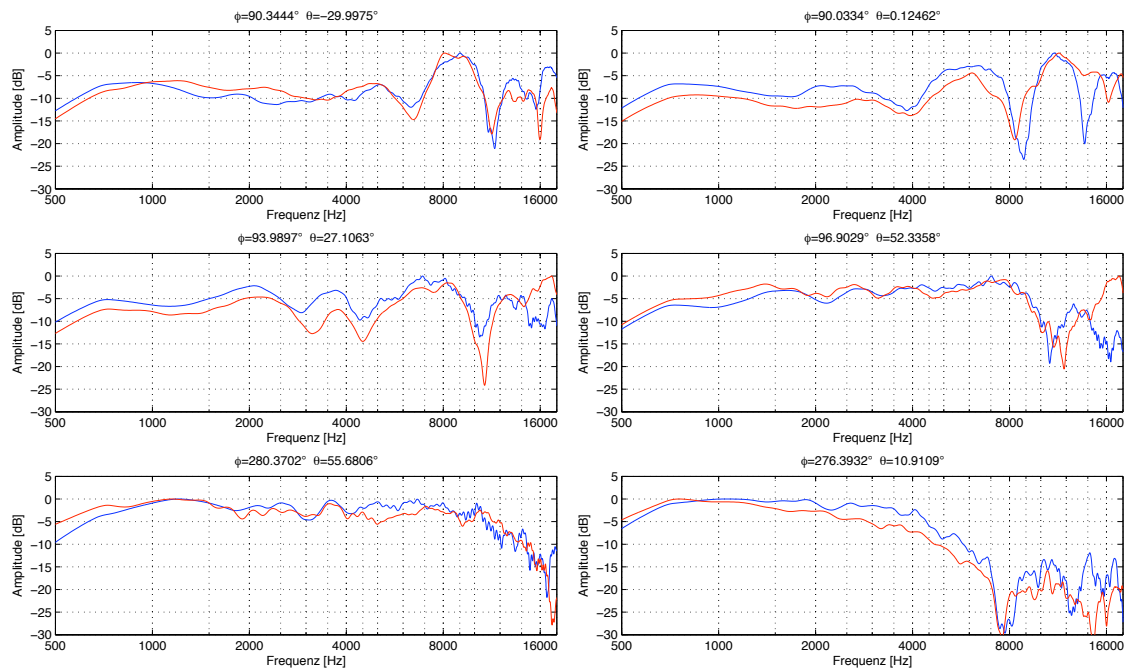 ϕ=90.3444° θ=−29.9975°
5
0
−5
−10
−15
−20
−25
−30
Amplitude [dB]
500 1000 2000 4000 8000 16000
Frequenz [Hz]
ϕ=90.0334° θ=0.12462°
5
0
−5
−10
−15
−20
−25
−30
Amplitude [dB]
500 1000 2000 4000 8000 16000
Frequenz [Hz]
ϕ=93.9897° θ=27.1063°
5
0
−5
−10
−15
−20
−25
−30
Amplitude [dB]
500 1000 2000 4000 8000 16000
Frequenz [Hz]
ϕ=96.9029° θ=52.3358°
5
0
−5
−10
−15
−20
−25
−30
Amplitude [dB]
500 1000 2000 4000 8000 16000
Frequenz [Hz]
ϕ=280.3702° θ=55.6806°
5
0
−5
−10
−15
−20
−25
−30
Amplitude [dB]
500 1000 2000 4000 8000 16000
Frequenz [Hz]
ϕ=276.3932° θ=10.9109°
5
0
−5
−10
−15
−20
−25
−30
Amplitude [dB]
500 1000 2000 4000 8000 16000
Frequenz [Hz]